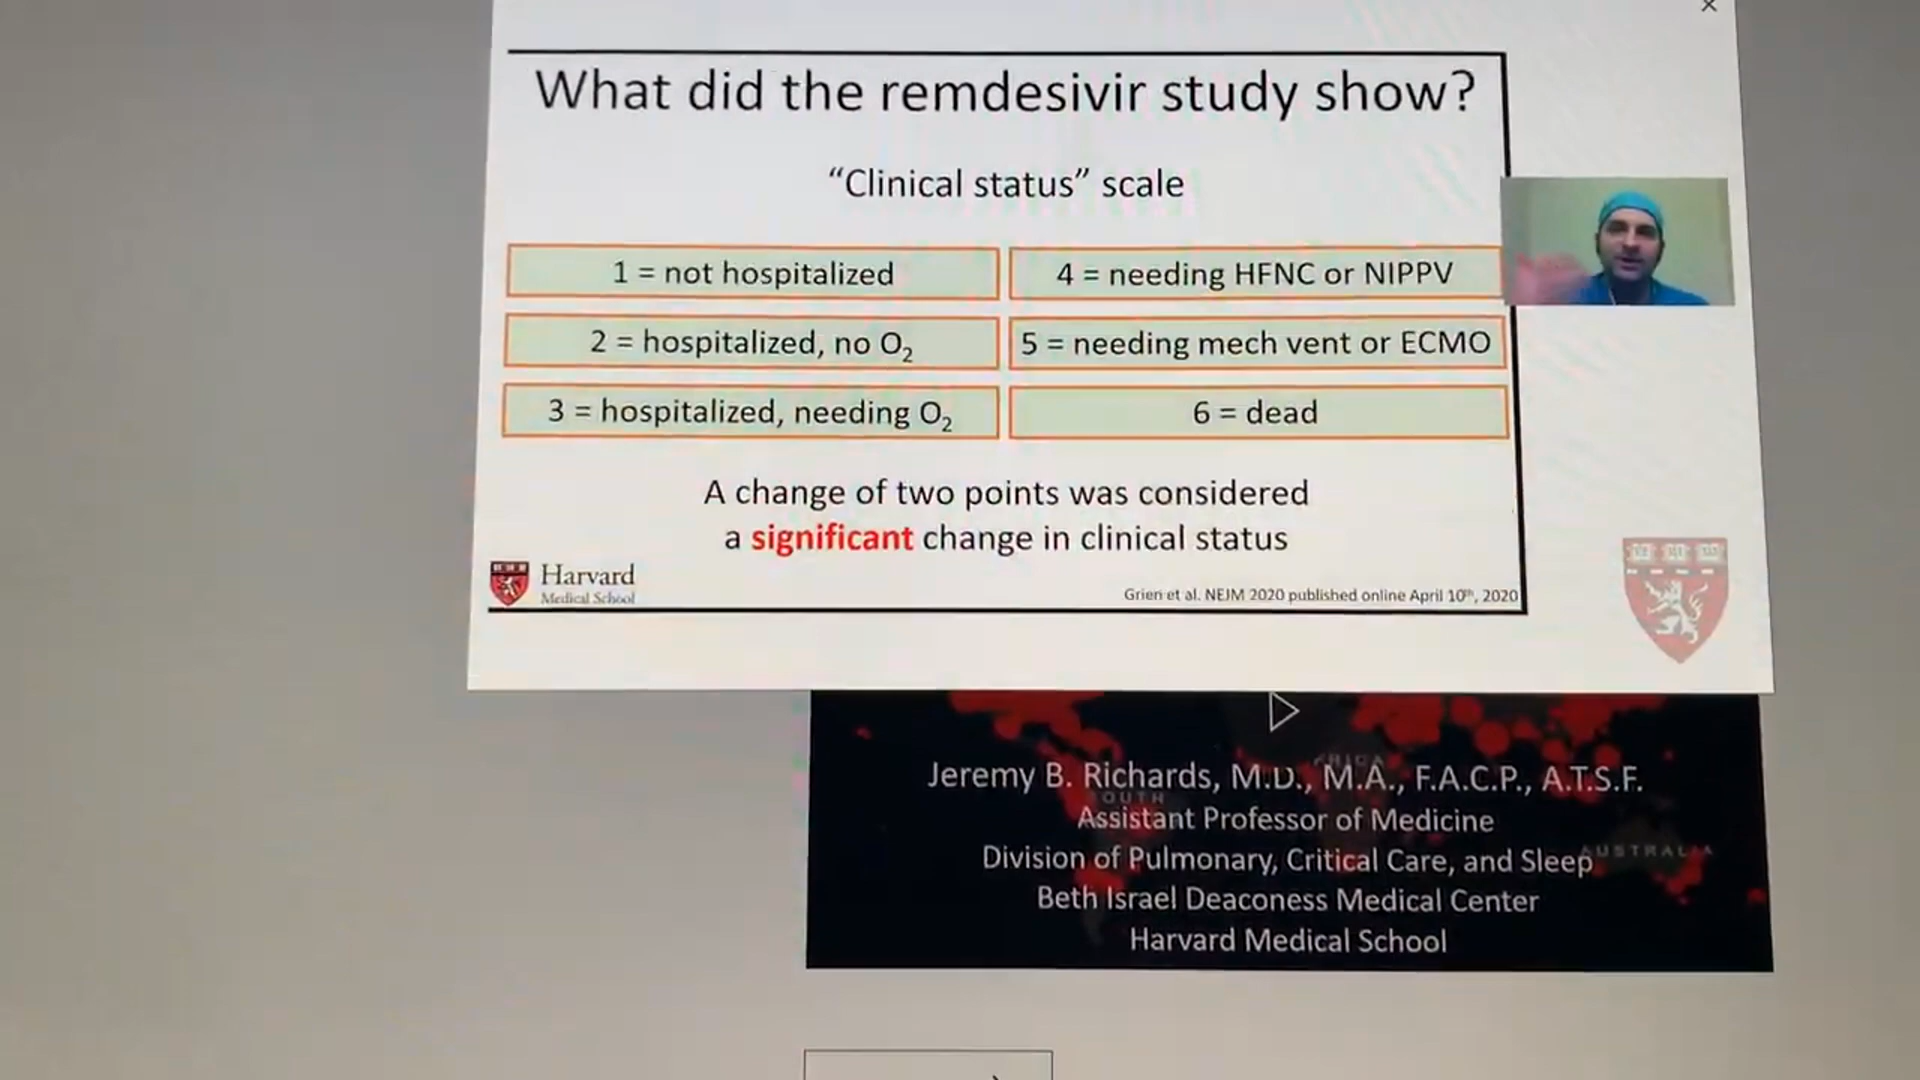 What did the remdesivir study show?
“Clinical status” scale
1 = not hospitalized
4 = needing HFNC or NIPPV
2 = hospitalized, no O₂
5 = needing mech vent or ECMO
3 = hospitalized, needing O₂
6 = dead
A change of two points was considered
a significant change in clinical status
Harvard
Medical School
Grien et al. NEJM 2020 published online April 10ᵗʰ, 2020
Jeremy B. Richards, M.D., M.A., F.A.C.P., A.T.S.F.
Assistant Professor of Medicine
Division of Pulmonary, Critical Care, and Sleep
AUSTRALIA
Beth Israel Deaconess Medical Center
Harvard Medical School